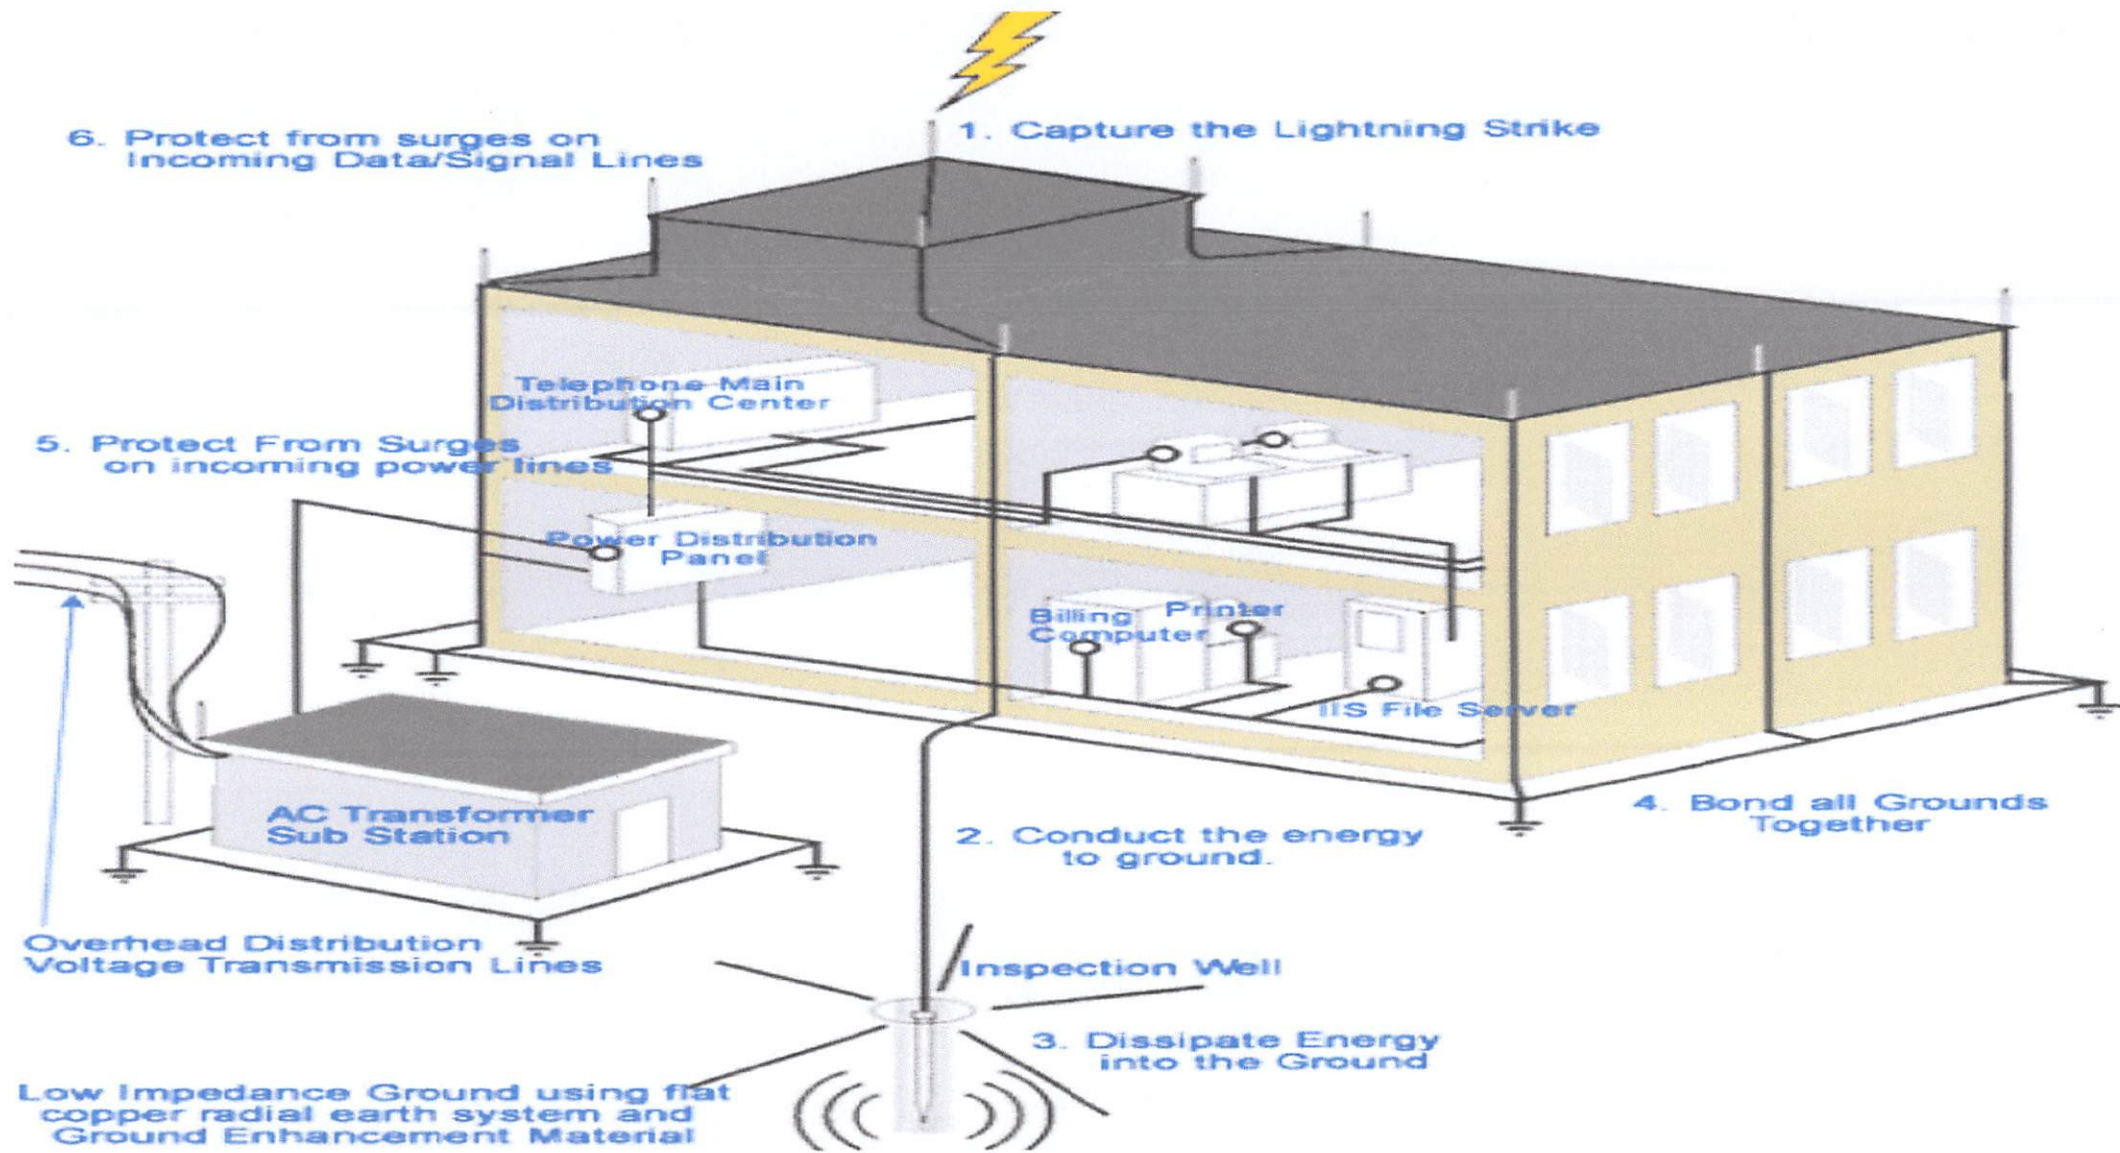 6. Protect from surges on
Incoming Data/Signal Lines
1. Capture the Lightning Strike
Telephone Main
Distribution Center
5. Protect From Surges
on incoming power lines
Power Distribution
Panel
Billing
Computer
Printer
IIS File Server
AC Transformer
Sub Station
4. Bond all Grounds
Together
2. Conduct the energy
to ground.
Overhead Distribution
Voltage Transmission Lines
Inspection Well
3. Dissipate Energy
into the Ground
Low Impedance Ground using flat
copper radial earth system and
Ground Enhancement Material